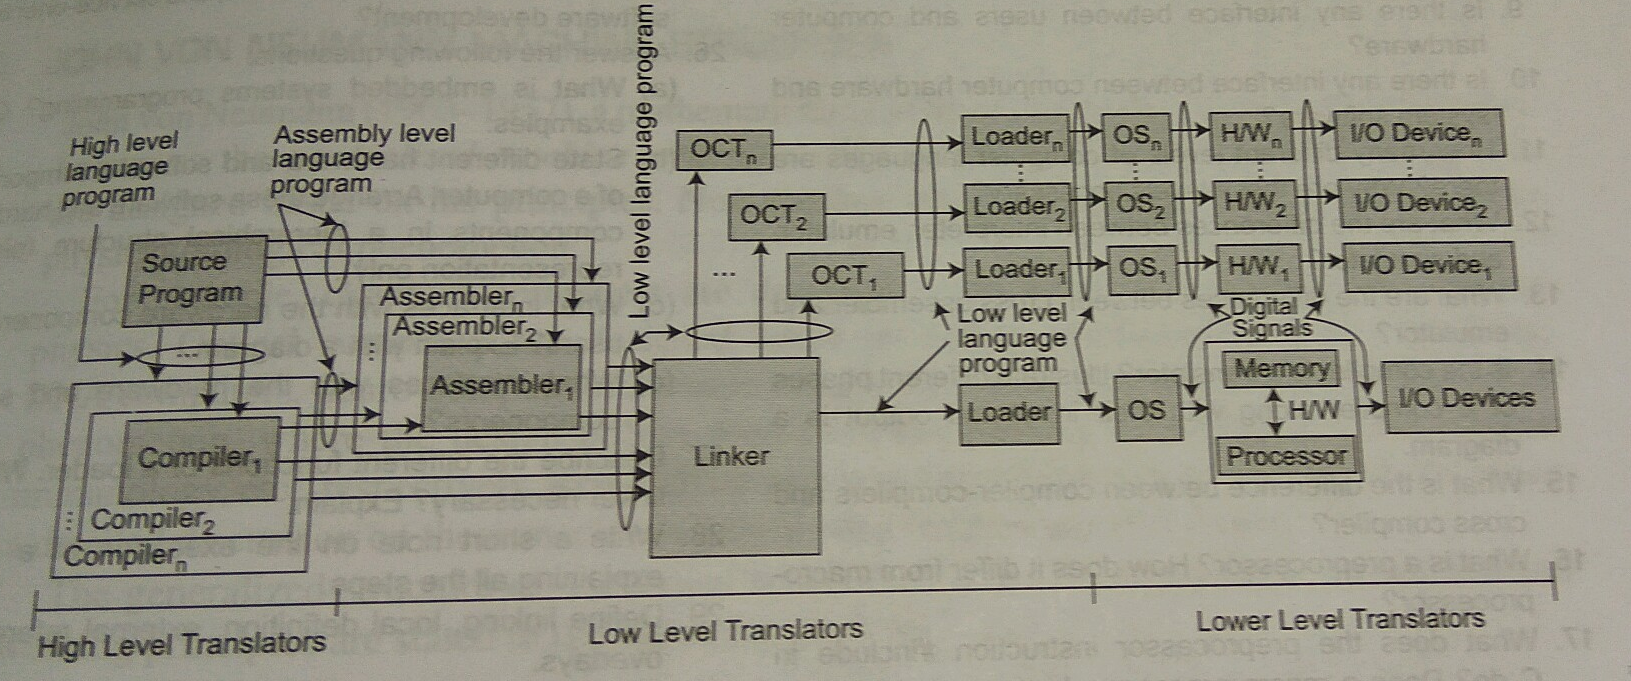 High level
language
program
Assembly level
language
program
Low level language program
Source
Program
Assembler_n
Assembler_2
Assembler_1
Compiler_1
Compiler_2
Compiler_n
OCT_n
OCT_2
OCT_1
...
Linker
Loader_n
OS_n
H/W_n
I/O Device_n
Loader_2
OS_2
H/W_2
I/O Device_2
Loader_1
OS_1
H/W_1
I/O Device_1
Low level
language
program
Digital
Signals
Loader
OS
Memory
H/W
Processor
I/O Devices
High Level Translators
Low Level Translators
Lower Level Translators